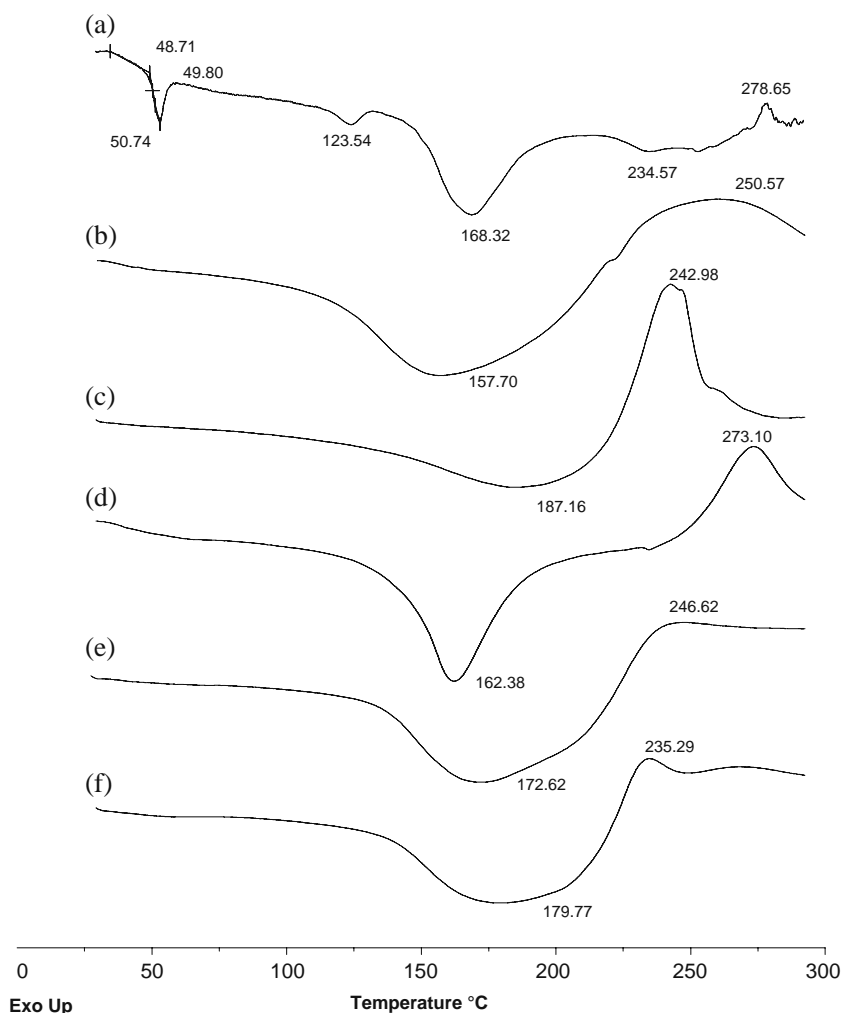 (a)
48.71
49.80
50.74
123.54
168.32
234.57
278.65
(b)
250.57
157.70
(c)
242.98
187.16
(d)
273.10
162.38
(e)
246.62
172.62
(f)
235.29
179.77
0 50 100 150 200 250 300
Exo Up
Temperature °C